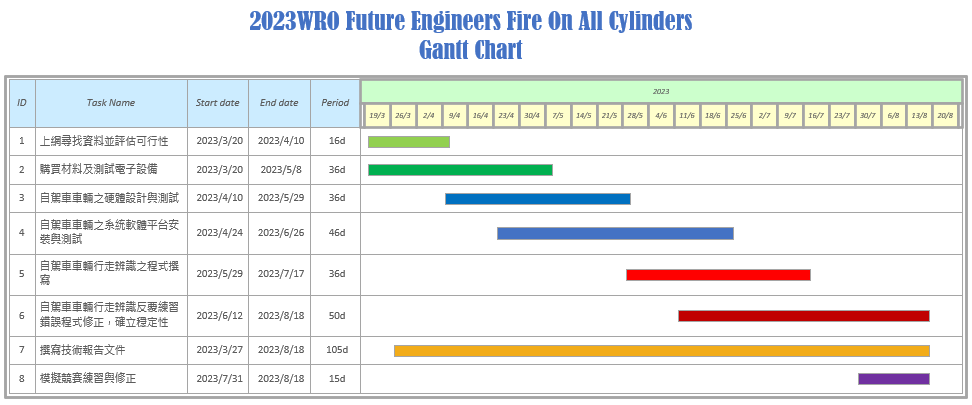 2023WRO Future Engineers Fire On All Cylinders
Gantt Chart
ID Task Name Start date End date Period 2023
19/3 26/3 2/4 9/4 16/4 23/4 30/4 7/5 14/5 21/5 28/5 4/6 11/6 18/6 25/6 2/7 9/7 16/7 23/7 30/7 6/8 13/8 20/8
1 上網尋找資料並評估可行性 2023/3/20 2023/4/10 16d
2 購買材料及測試電子設備 2023/3/20 2023/5/8 36d
3 自駕車車輛之硬體設計與測試 2023/4/10 2023/5/29 36d
4 自駕車車輛之系統軟體平台安
裝與測試 2023/4/24 2023/6/26 46d
5 自駕車車輛行走辨識之程式撰
寫 2023/5/29 2023/7/17 36d
6 自駕車車輛行走辨識反覆練習
錯誤程式修正，確立穩定性 2023/6/12 2023/8/18 50d
7 撰寫技術報告文件 2023/3/27 2023/8/18 105d
8 模擬競賽練習與修正 2023/7/31 2023/8/18 15d